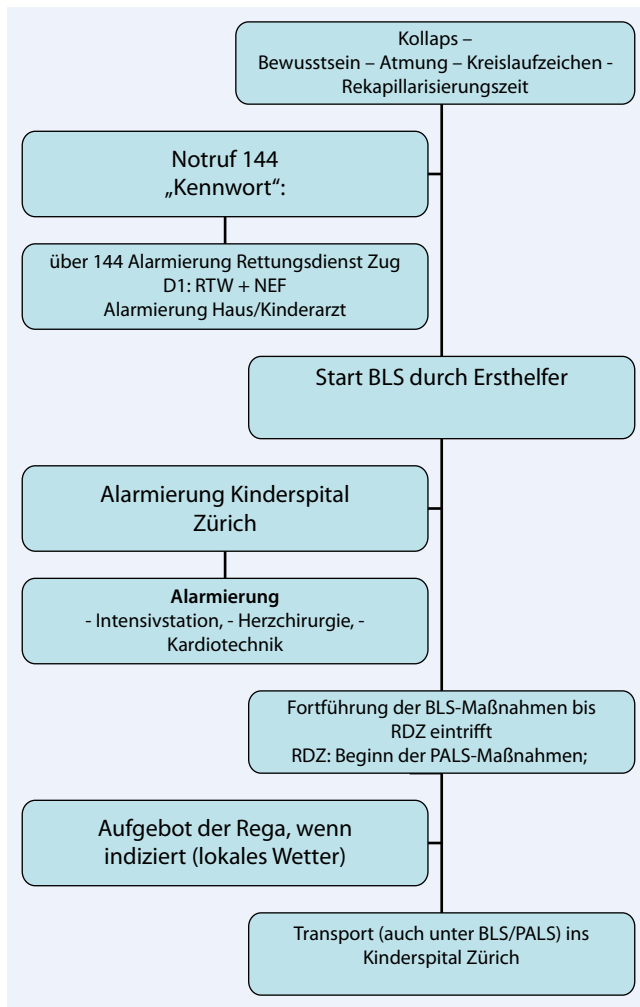 Kollaps –
Bewusstsein – Atmung – Kreislaufzeichen -
Rekapillarisierungszeit
Notruf 144
„Kennwort“:
über 144 Alarmierung Rettungsdienst Zug
D1: RTW + NEF
Alarmierung Haus/Kinderarzt
Start BLS durch Ersthelfer
Alarmierung Kinderspital
Zürich
Alarmierung
- Intensivstation, - Herzchirurgie, -
Kardiotechnik
Fortführung der BLS-Maßnahmen bis
RDZ eintrifft
RDZ: Beginn der PALS-Maßnahmen;
Aufgebot der Rega, wenn
indiziert (lokales Wetter)
Transport (auch unter BLS/PALS) ins
Kinderspital Zürich